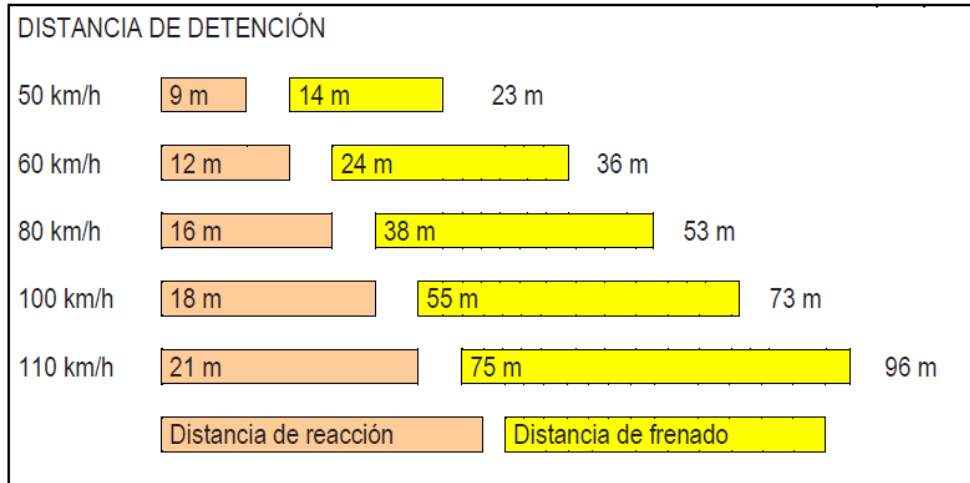 DISTANCIA DE DETENCIÓN
50 km/h 9 m 14 m 23 m
60 km/h 12 m 24 m 36 m
80 km/h 16 m 38 m 53 m
100 km/h 18 m 55 m 73 m
110 km/h 21 m 75 m 96 m
Distancia de reacción Distancia de frenado